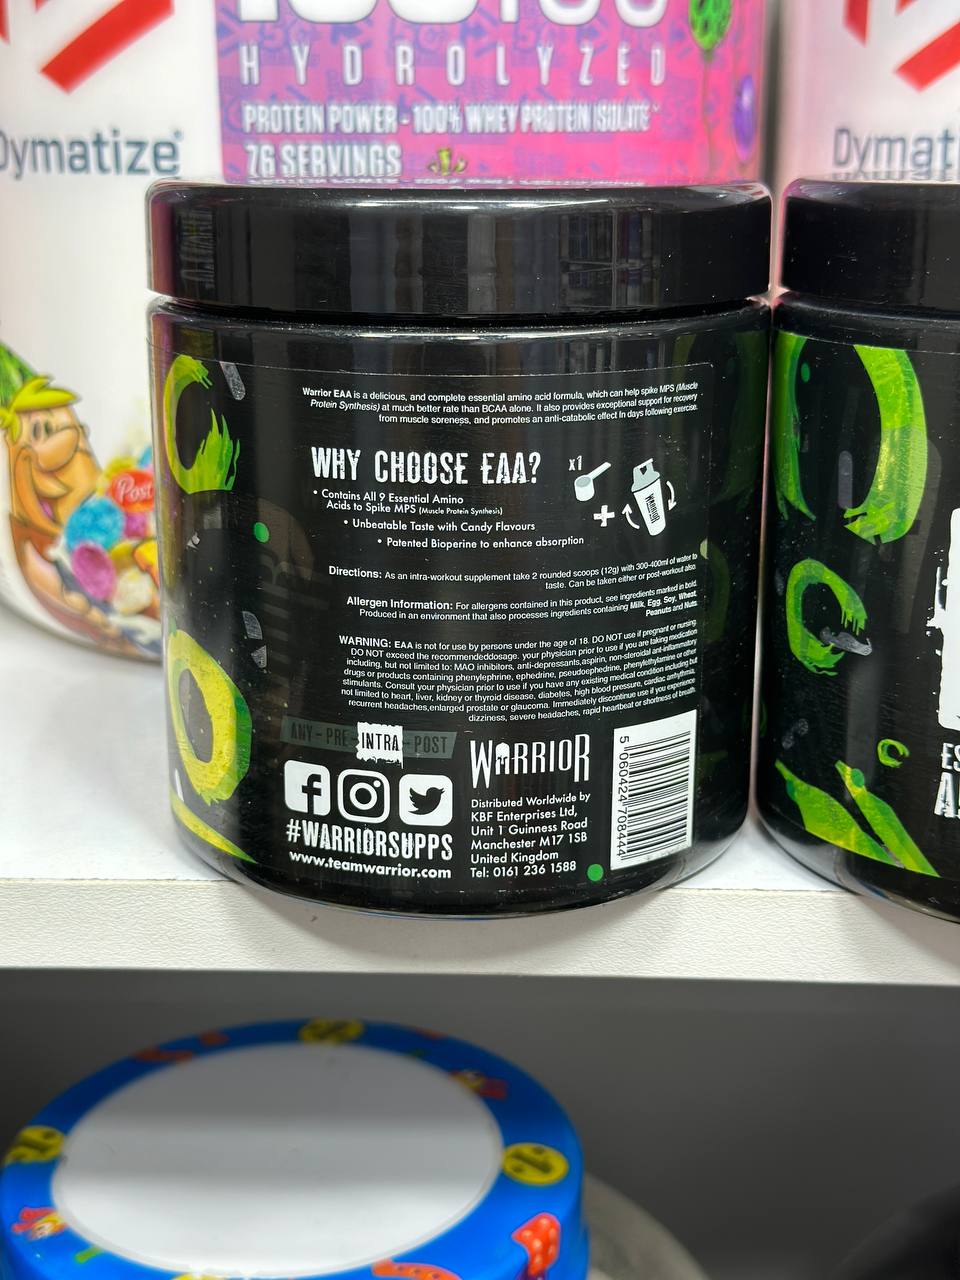 HYDROLYZED
PROTEIN POWER - 100% WHEY PROTEIN ISOLATE
76 SERVINGS
Dymatize
Dymat
Post
Warrior EAA is a delicious, and complete essential amino acid formula, which can help spike MPS (Muscle
Protein Synthesis) at much better rate than BCAA alone. It also provides exceptional support for recovery
from muscle soreness, and promotes an anti-catabolic effect In days following exercise.
WHY CHOOSE EAA?
x1
+
WARRIOR
• Contains All 9 Essential Amino
Acids to Spike MPS (Muscle Protein Synthesis)
• Unbeatable Taste with Candy Flavours
• Patented Bioperine to enhance absorption
Directions: As an intra-workout supplement take 2 rounded scoops (12g) with 300-400ml of water to
taste. Can be taken either or post-workout also.
Allergen Information: For allergens contained in this product, see ingredients marked in bold.
Produced in an environment that also processes ingredients containing Milk, Egg, Soy, Wheat,
Peanuts and Nuts.
WARNING: EAA is not for use by persons under the age of 18. DO NOT use if pregnant or nursing.
DO NOT exceed the recommendeddosage. your physician prior to use if you are taking medication
including, but not limited to: MAO inhibitors, anti-depressants,aspirin, non-steroidal anti-inflammatory
drugs or products containing phenylephrine, ephedrine, pseudoephedrine, phenylethylamine or other
stimulants. Consult your physician prior to use if you have any existing medical condition including but
not limited to heart, liver, kidney or thyroid disease, diabetes, high blood pressure, cardiac arrhythmia,
recurrent headaches,enlarged prostate or glaucoma. Immediately discontinue use if you experience
dizziness, severe headaches, rapid heartbeat or shortness of breath.
ANY-PRE-INTRA-POST
#WARRIORSUPPS
www.teamwarrior.com
WARRIOR
Distributed Worldwide by
KBF Enterprises Ltd,
Unit 1 Guinness Road
Manchester M17 1SB
United Kingdom
Tel: 0161 236 1588
5 060424 708444
ES
A